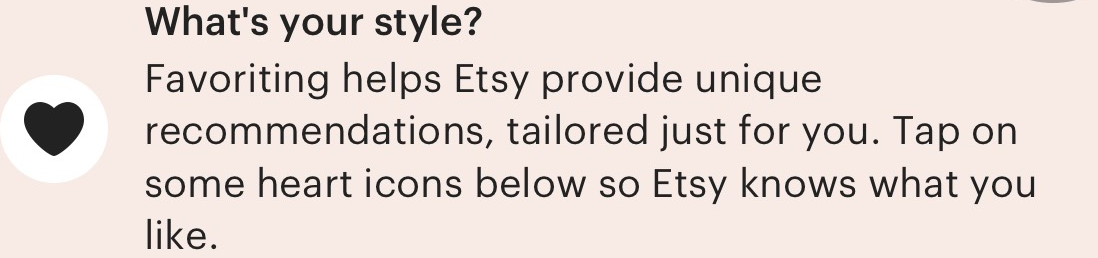 What's your style?
Favoriting helps Etsy provide unique
recommendations, tailored just for you. Tap on
some heart icons below so Etsy knows what you
like.